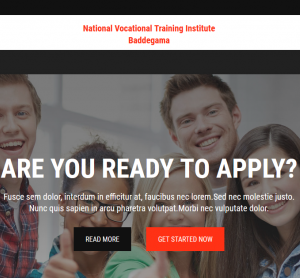 National Vocational Training Institute
Baddegama
ARE YOU READY TO APPLY?
Fusce sem dolor, interdum in efficitur at, faucibus nec lorem.Sed nec molestie justo.
Nunc quis sapien in arcu pharetra volutpat.Morbi nec vulputate dolor.
READ MORE
GET STARTED NOW